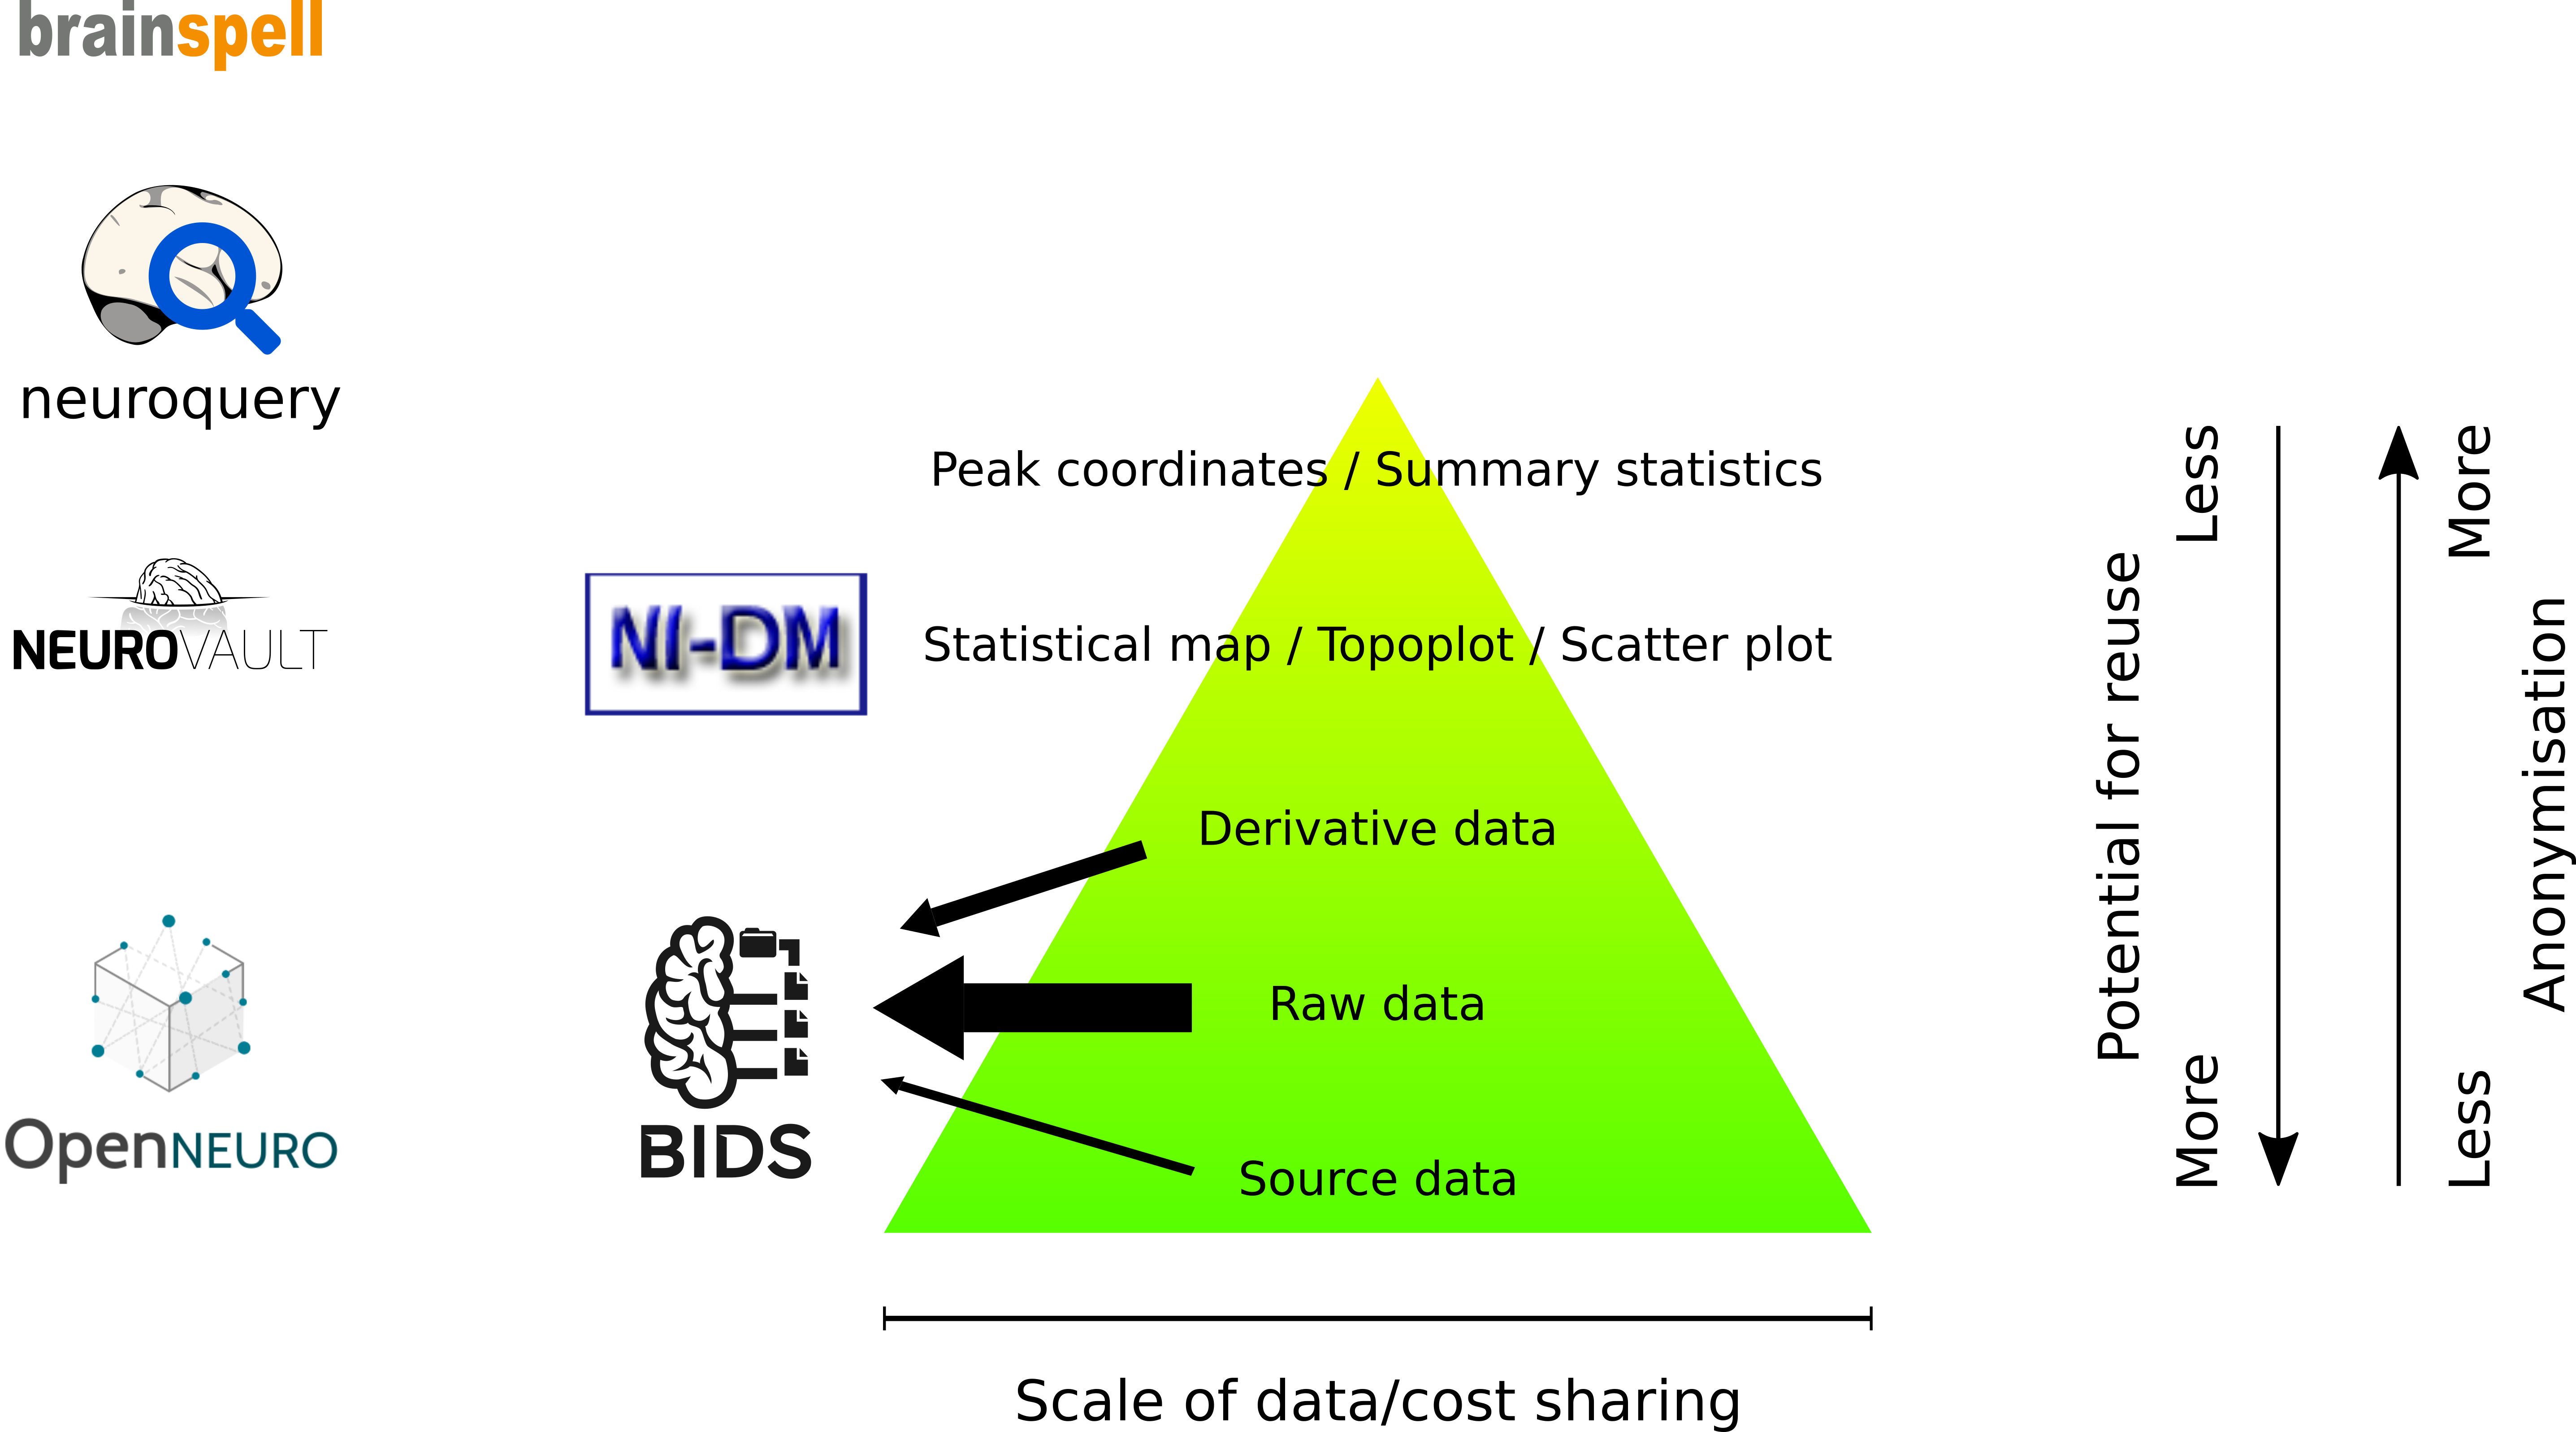 brainspell
neuroquery
NEUROVAULT
OpenNEURO
NI-DM
BIDS
Peak coordinates / Summary statistics
Statistical map / Topoplot / Scatter plot
Derivative data
Raw data
Source data
Scale of data/cost sharing
Potential for reuse
Less
More
More
Less
Anonymisation